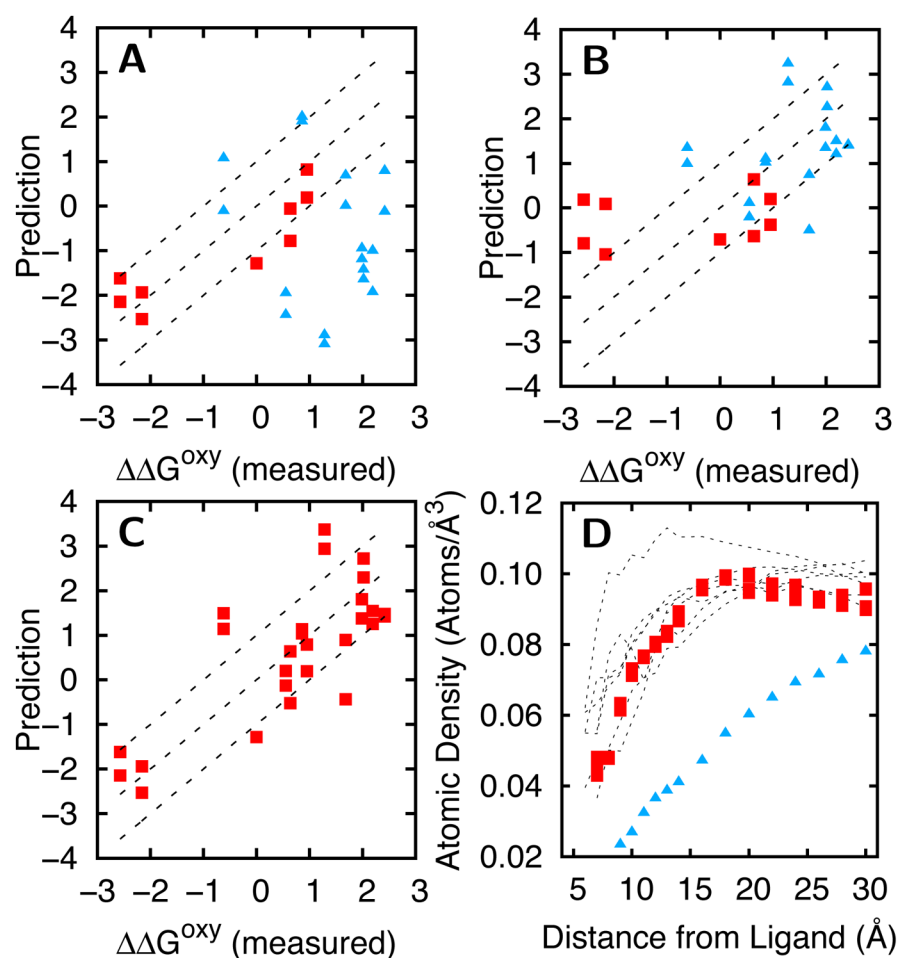 A
4
3
2
1
0
−1
−2
−3
−4
Prediction
−3 −2 −1 0 1 2 3
ΔΔG^oxy (measured)
B
4
3
2
1
0
−1
−2
−3
−4
Prediction
−3 −2 −1 0 1 2 3
ΔΔG^oxy (measured)
C
4
3
2
1
0
−1
−2
−3
−4
Prediction
−3 −2 −1 0 1 2 3
ΔΔG^oxy (measured)
D
0.12
0.10
0.08
0.06
0.04
0.02
Atomic Density (Atoms/Å³)
5 10 15 20 25 30
Distance from Ligand (Å)